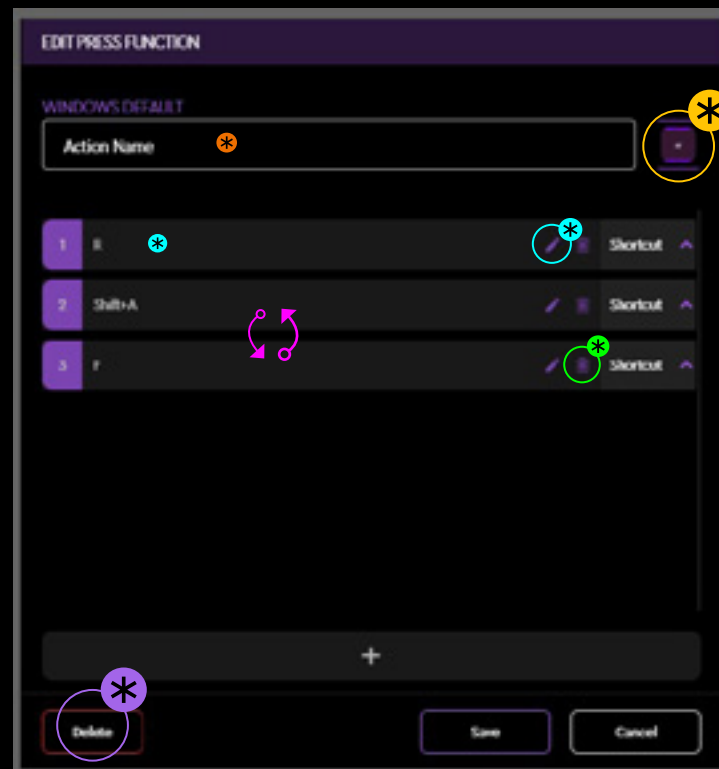 EDIT PRESS FUNCTION
WINDOWS DEFAULT
Action Name
1 R Shortcut
2 Shift+A Shortcut
3 r Shortcut
+
Delete Save Cancel